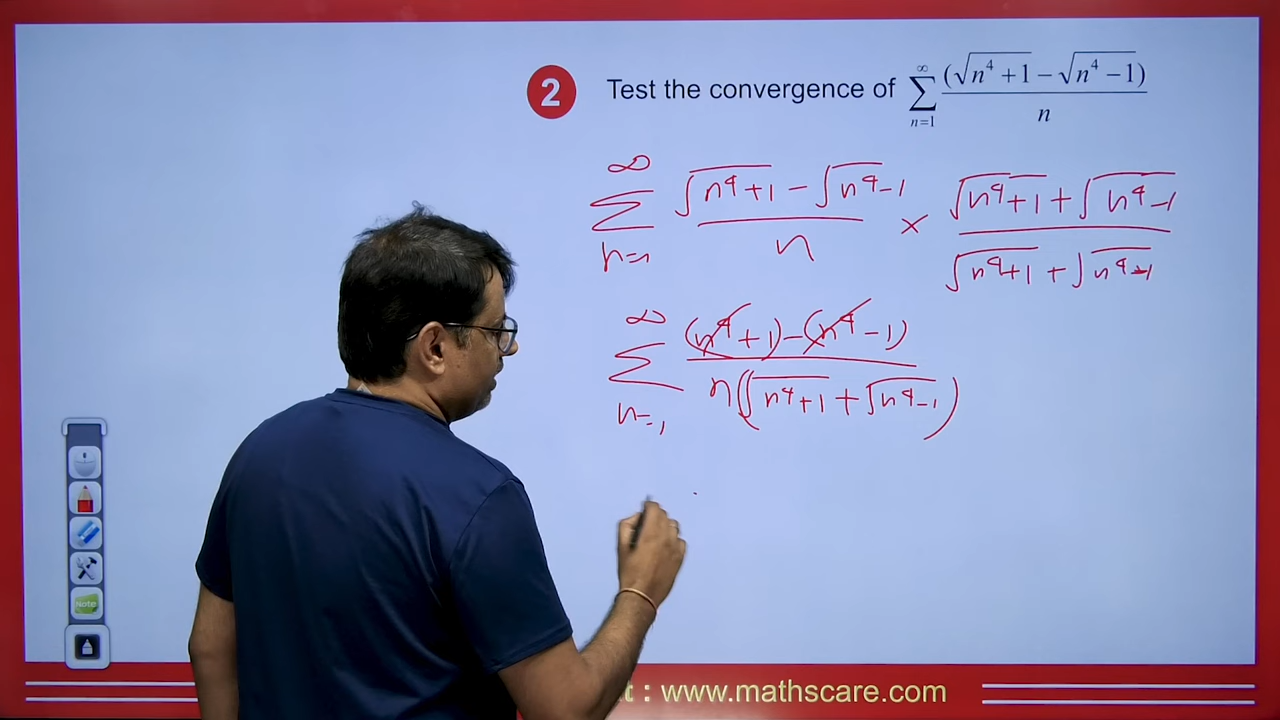 2 Test the convergence of ∑_{n=1}^{∞} (√(n⁴+1) − √(n⁴−1)) / n
∑_{n=1}^{∞} (√(n⁴+1) − √(n⁴−1)) / n × (√(n⁴+1) + √(n⁴−1)) / (√(n⁴+1) + √(n⁴−1))
∑_{n=1}^{∞} ((n⁴+1) − (n⁴−1)) / n(√(n⁴+1) + √(n⁴−1))
Note
: www.mathscare.com